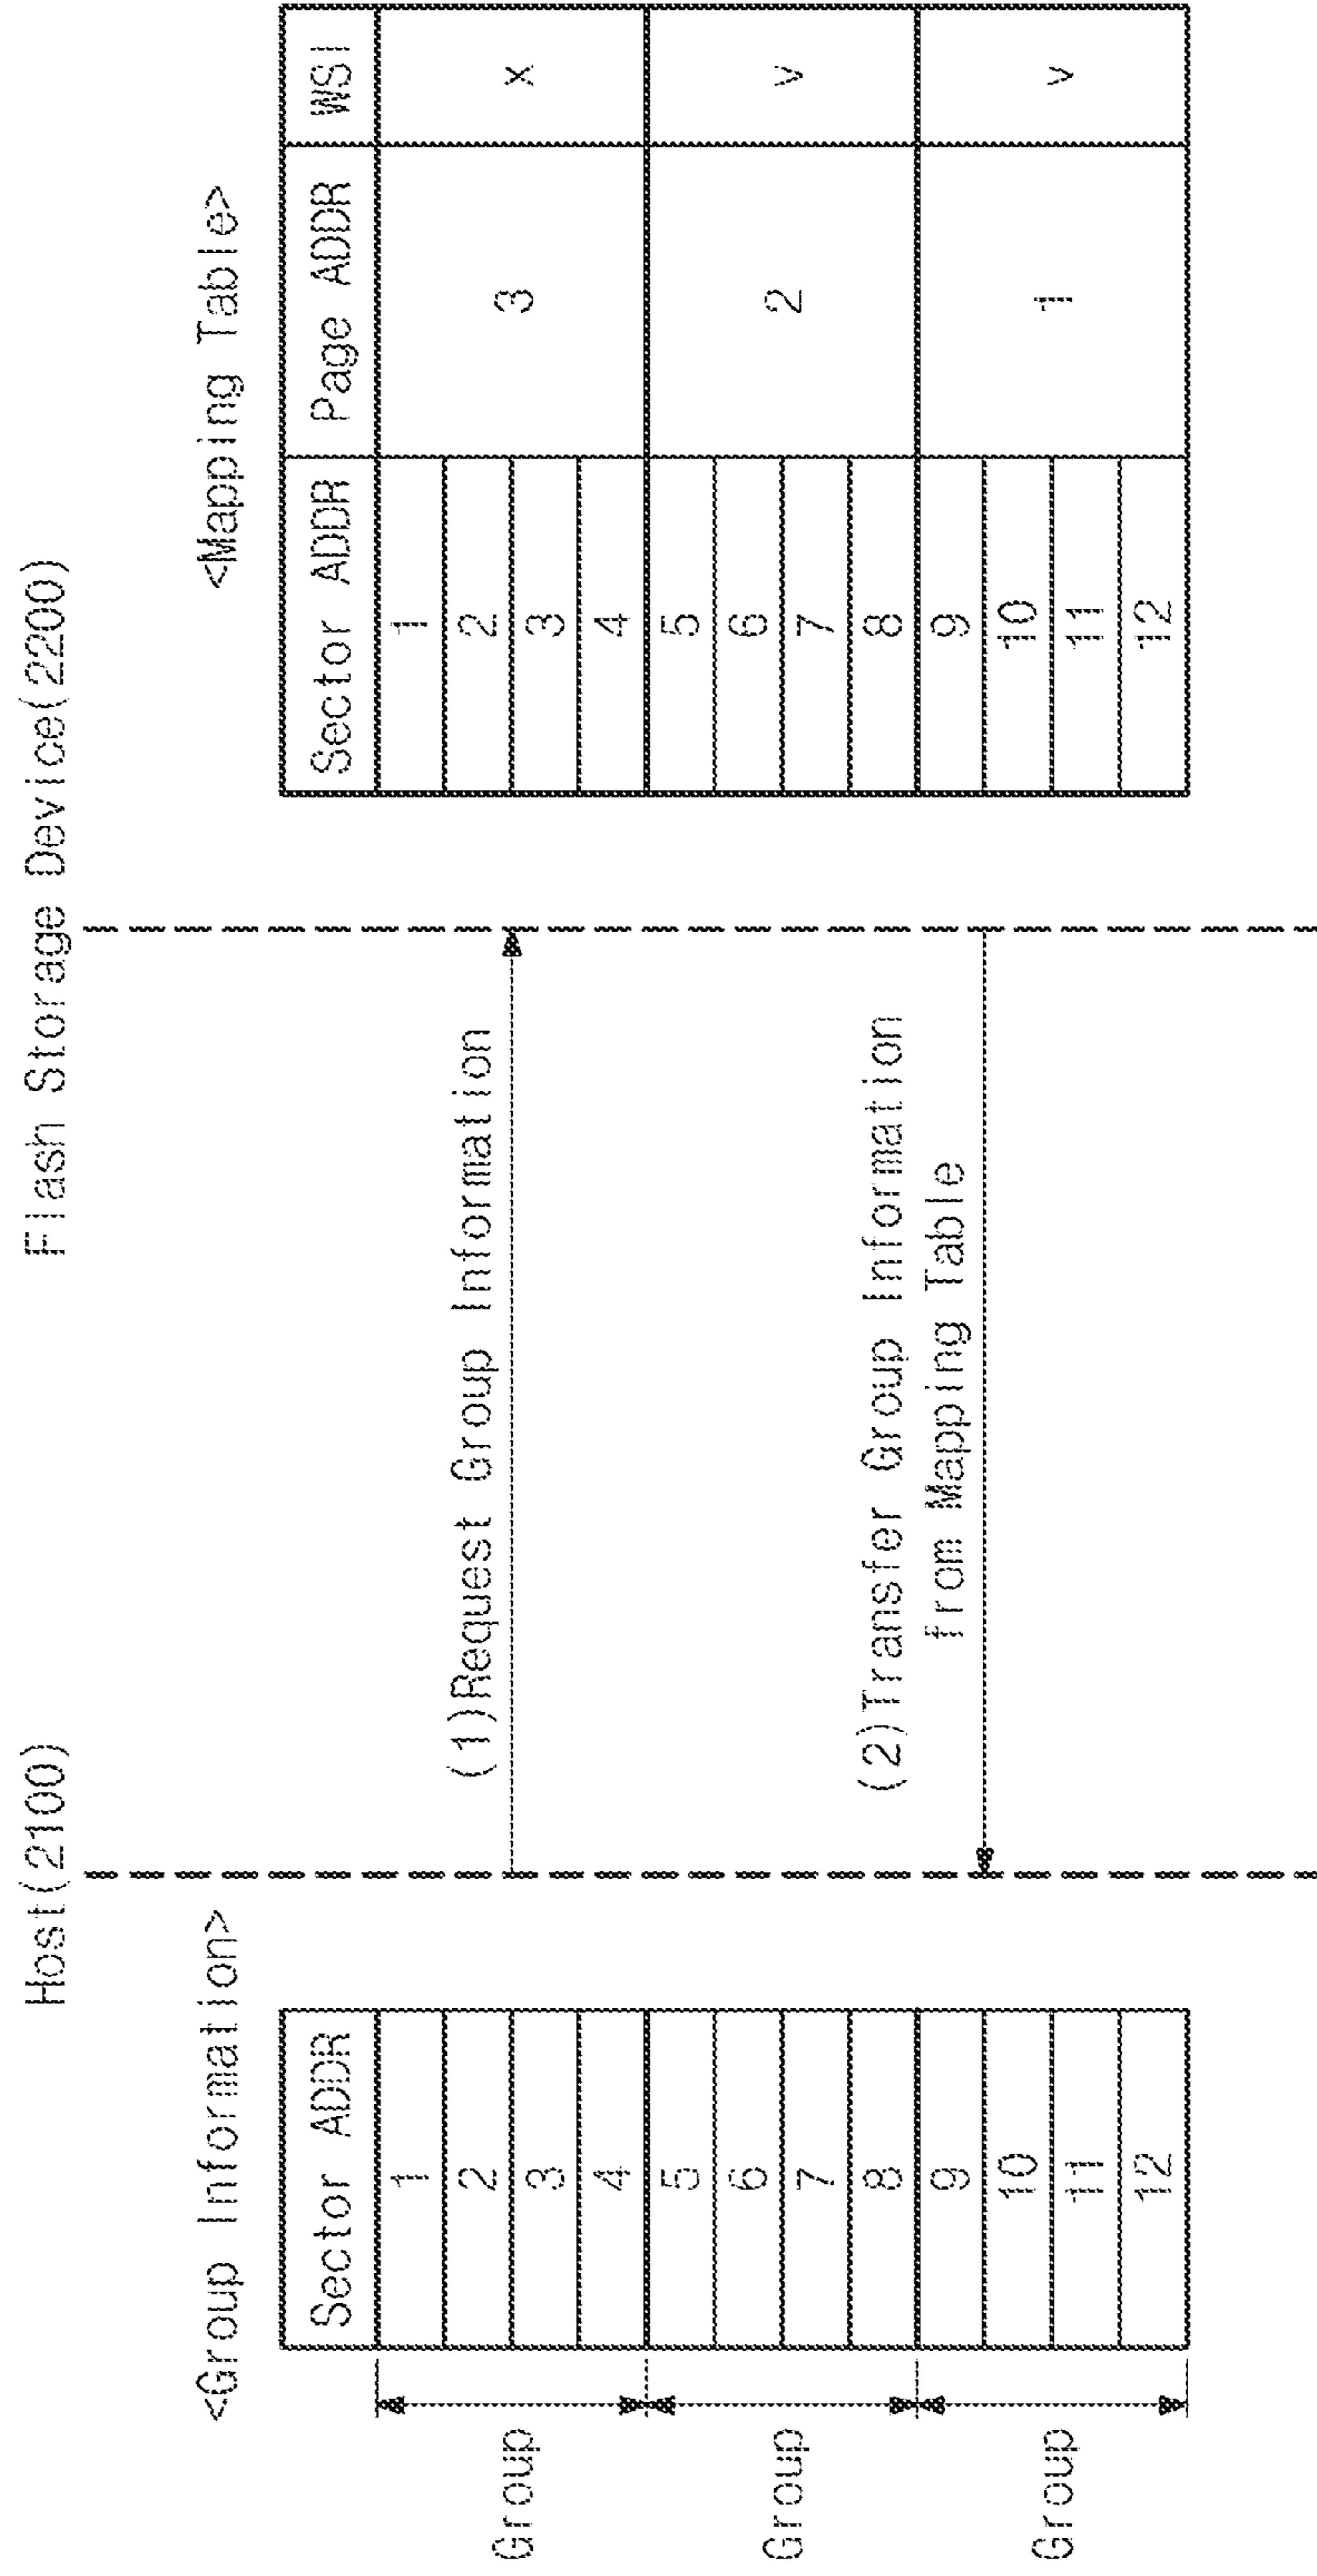 Host(2100)
Flash Storage Device(2200)
<Group Information>
<Mapping Table>
Sector ADDR
1
2
3
4
5
6
7
8
9
10
11
12
Group
Group
Group
(1)Request Group Information
(2)Transfer Group Information
from Mapping Table
Sector ADDR Page ADDR WSI
1
2
3
4
3 x
5
6
7
8
2 v
9
10
11
12
1 v